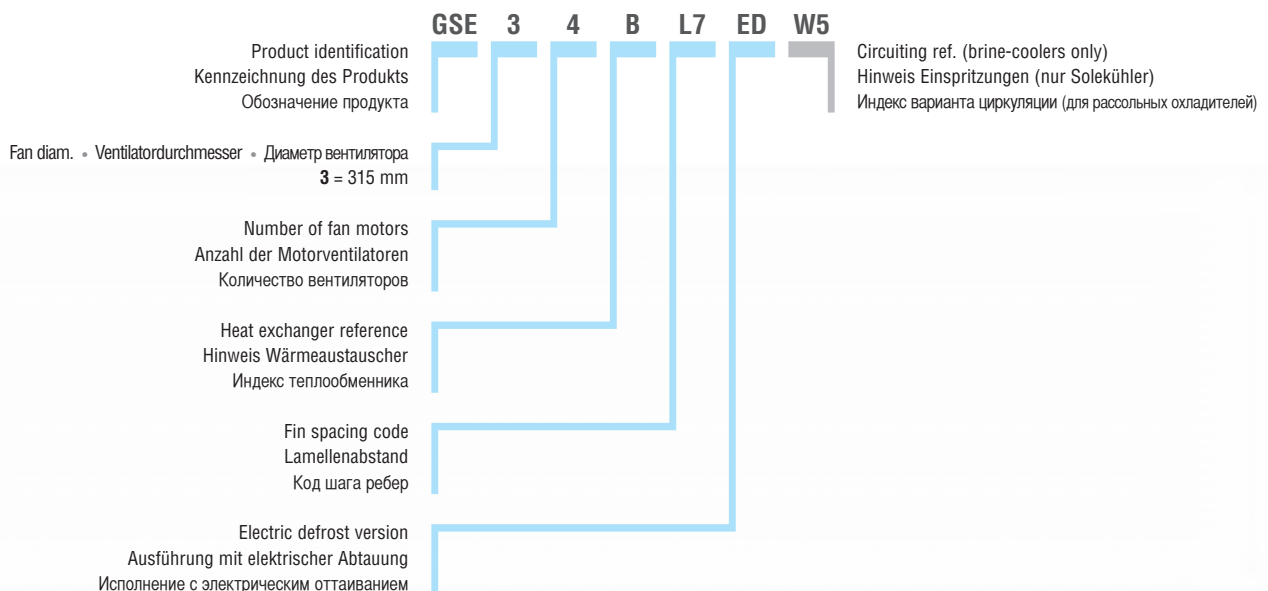 GSE 3 4 B L7 ED W5
Product identification
Kennzeichnung des Produkts
Обозначение продукта
Circuiting ref. (brine-coolers only)
Hinweis Einspritzungen (nur Solekühler)
Индекс варианта циркуляции (для рассольных охладителей)
Fan diam. • Ventilatordurchmesser • Диаметр вентилятора
3 = 315 mm
Number of fan motors
Anzahl der Motorventilatoren
Количество вентиляторов
Heat exchanger reference
Hinweis Wärmeaustauscher
Индекс теплообменника
Fin spacing code
Lamellenabstand
Код шага ребер
Electric defrost version
Ausführung mit elektrischer Abtauung
Исполнение с электрическим оттаиванием